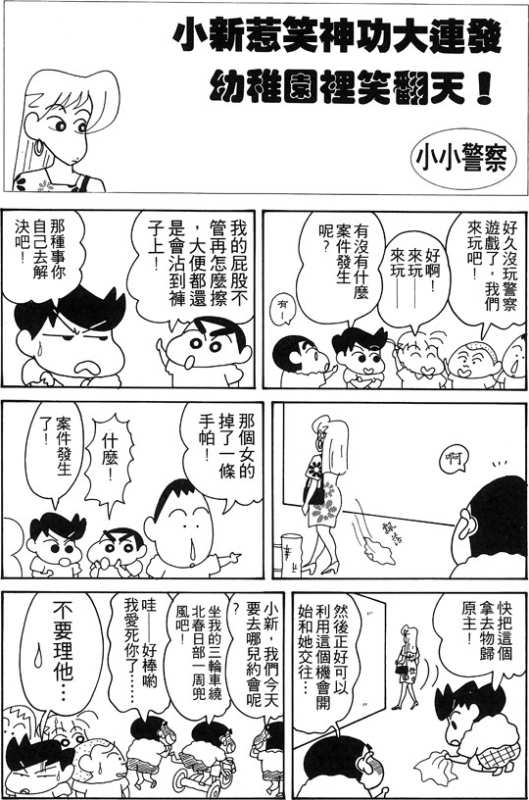 小新惹笑神功大連發
幼稚園裡笑翻天！
小小警察
好久沒玩警察
遊戲了，我們
來玩吧！
好啊！
來玩——
來玩——
有沒有什麼
案件發生
呢？
有！
我的屁股不
管再怎麼擦
，大便都還
是會沾到褲
子上！
那種事你
自己去解
決吧！
啊
那個女的
掉了一條
手帕！
什麼！
案件發生
了！
快把這個
拿去物歸
原主！
然後正好可以
利用這個機會開
始和她交往…
小新，我們今天
要去哪兒約會呢
？
坐我的三輪車繞
北春日部一周兜
風吧！
哇——好棒喲
我愛死你了……
不要理他…